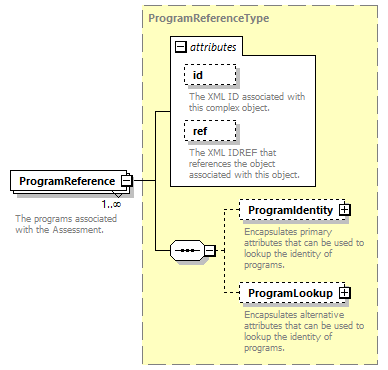 ProgramReferenceType
attributes
id
The XML ID associated with
this complex object.
ref
The XML IDREF that
references the object
associated with this object.
ProgramReference
1..∞
The programs associated
with the Assessment.
ProgramIdentity
Encapsulates primary
attributes that can be used to
lookup the identity of
programs.
ProgramLookup
Encapsulates alternative
attributes that can be used to
lookup the identity of
programs.